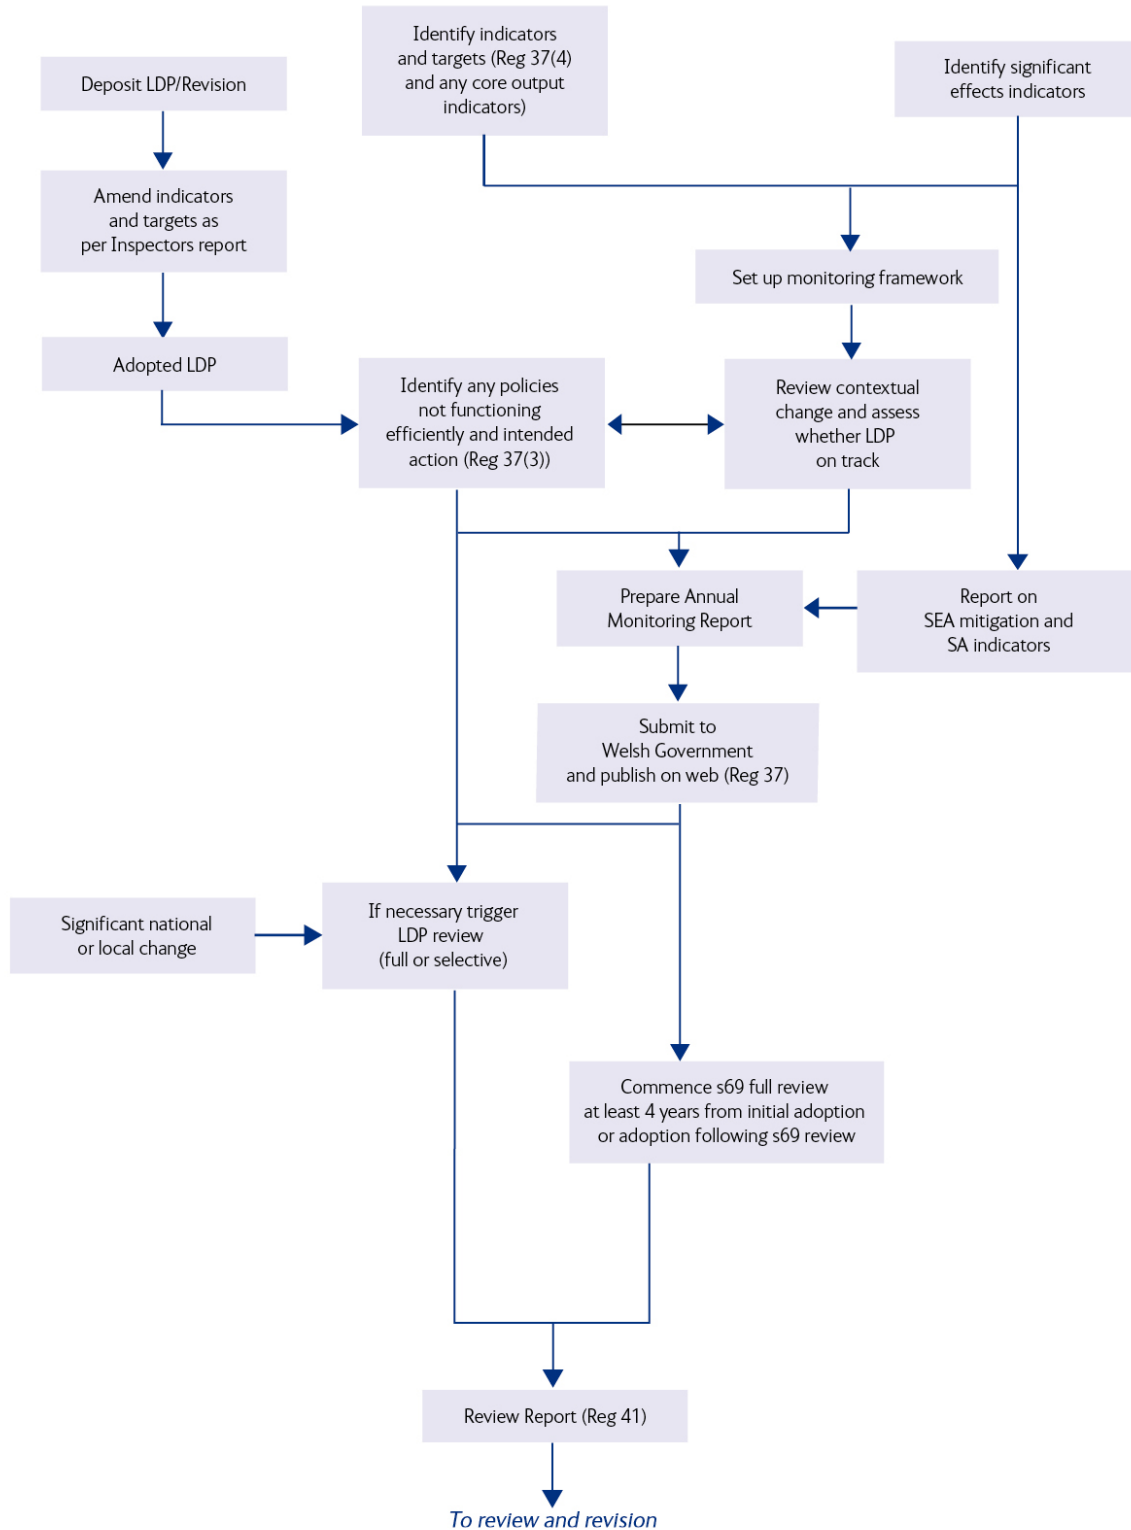 Identify indicators
and targets (Reg 37(4)
and any core output
indicators)
Identify significant
effects indicators
Deposit LDP/Revision
Amend indicators
and targets as
per Inspectors report
Set up monitoring framework
Adopted LDP
Identify any policies
not functioning
efficiently and intended
action (Reg 37(3))
Review contextual
change and assess
whether LDP
on track
Prepare Annual
Monitoring Report
Report on
SEA mitigation and
SA indicators
Submit to
Welsh Government
and publish on web (Reg 37)
Significant national
or local change
If necessary trigger
LDP review
(full or selective)
Commence s69 full review
at least 4 years from initial adoption
or adoption following s69 review
Review Report (Reg 41)
To review and revision